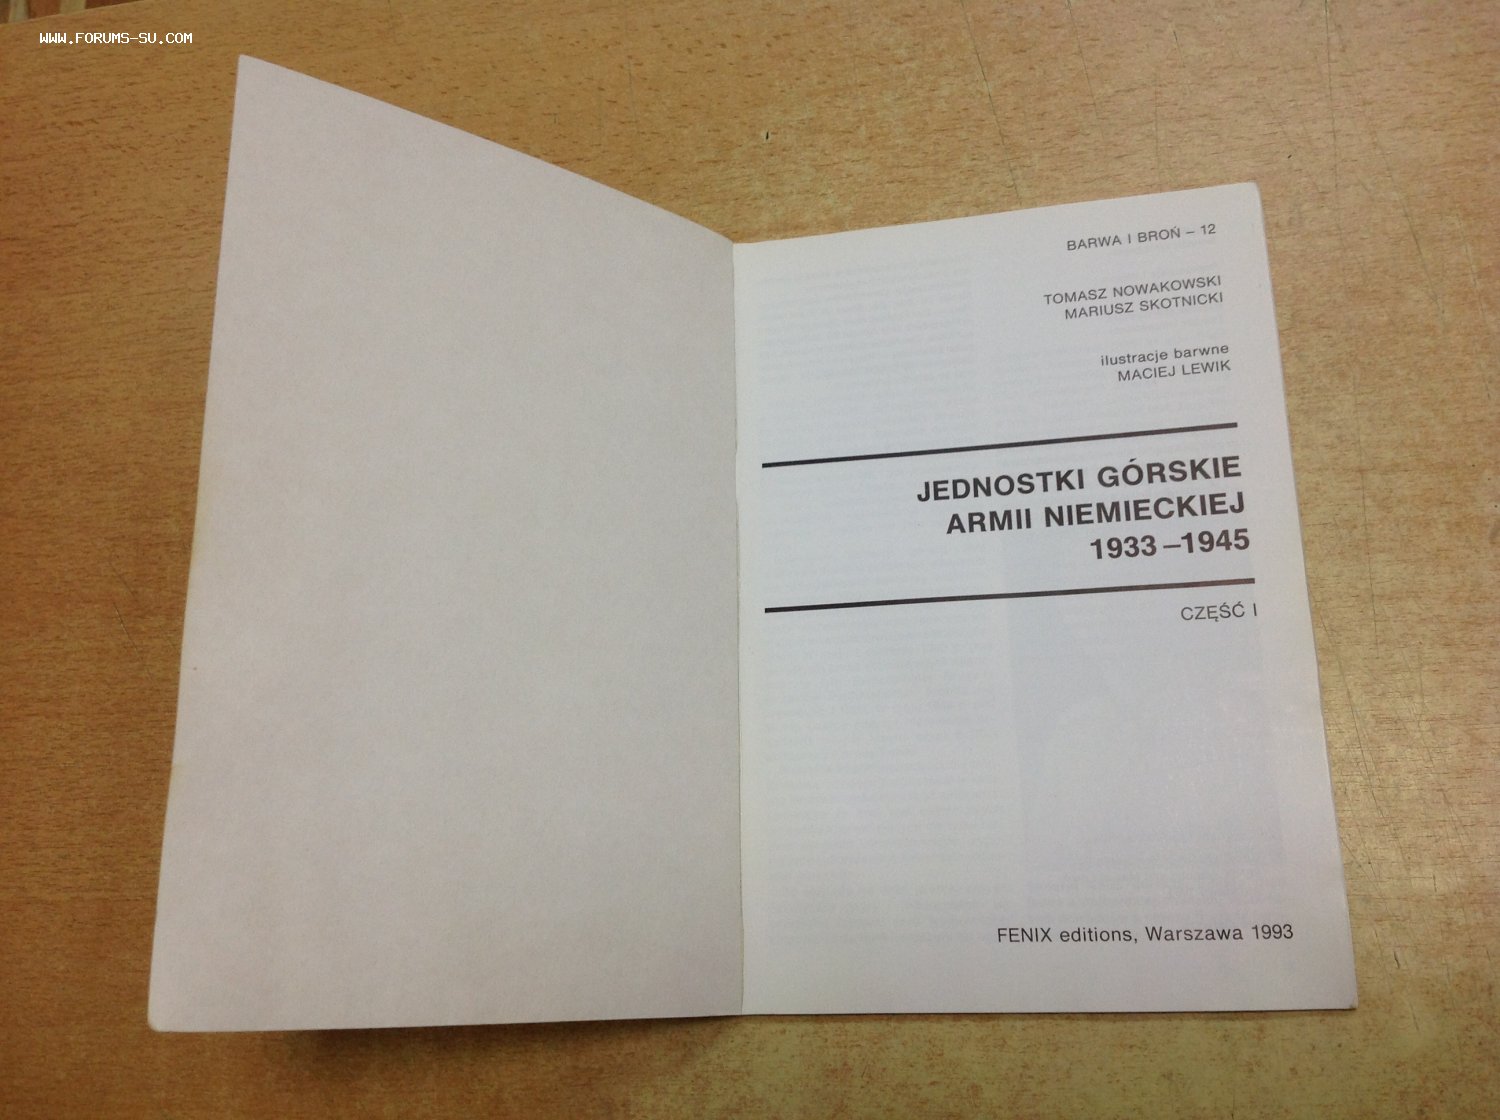 WWW.FORUMS-SU.COM
BARWA I BROŃ – 12
TOMASZ NOWAKOWSKI
MARIUSZ SKOTNICKI
ilustracje barwne
MACIEJ LEWIK
JEDNOSTKI GÓRSKIE
ARMII NIEMIECKIEJ
1933 – 1945
CZĘŚĆ I
FENIX editions, Warszawa 1993